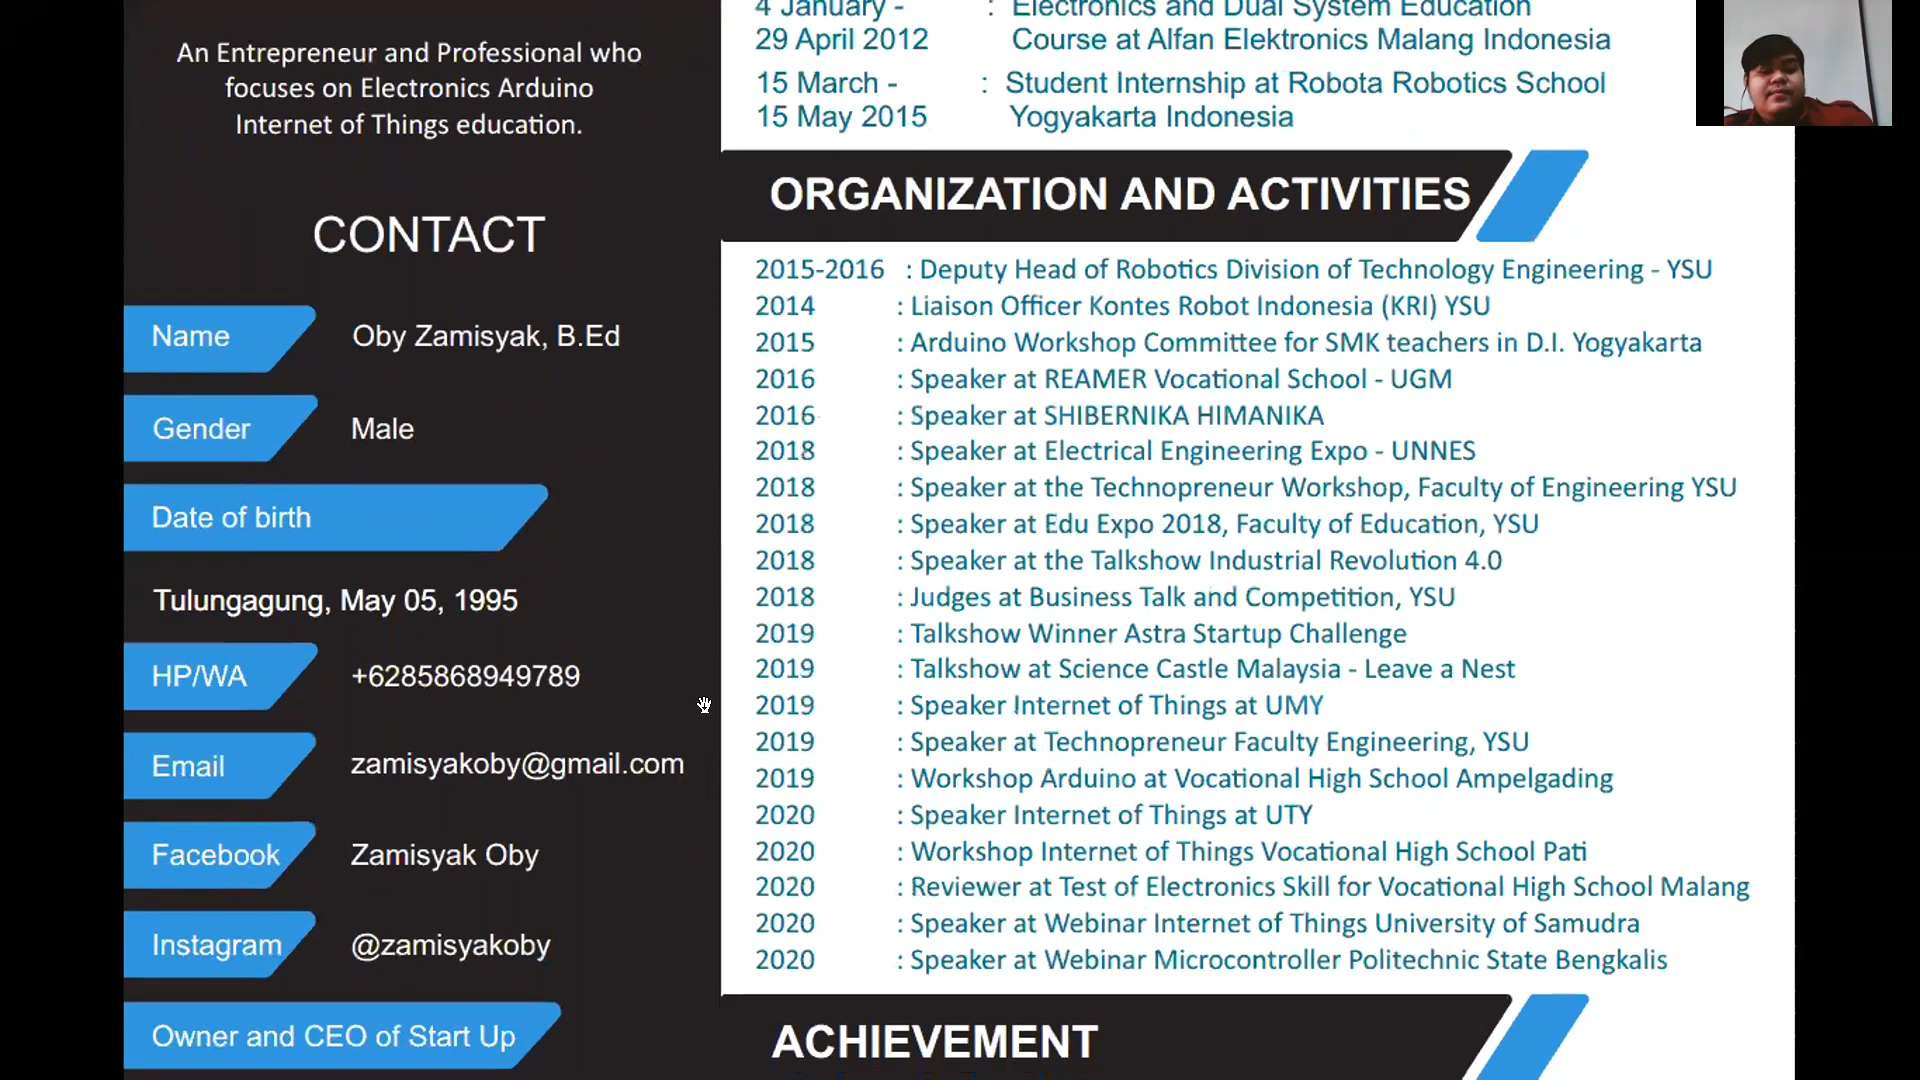 An Entrepreneur and Professional who
focuses on Electronics Arduino
Internet of Things education.
CONTACT
Name Oby Zamisyak, B.Ed
Gender Male
Date of birth
Tulungagung, May 05, 1995
HP/WA +6285868949789
Email zamisyakoby@gmail.com
Facebook Zamisyak Oby
Instagram @zamisyakoby
Owner and CEO of Start Up
4 January - : Electronics and Dual System Education
29 April 2012 Course at Alfan Elektronics Malang Indonesia
15 March - : Student Internship at Robota Robotics School
15 May 2015 Yogyakarta Indonesia
ORGANIZATION AND ACTIVITIES
2015-2016 : Deputy Head of Robotics Division of Technology Engineering - YSU
2014 : Liaison Officer Kontes Robot Indonesia (KRI) YSU
2015 : Arduino Workshop Committee for SMK teachers in D.I. Yogyakarta
2016 : Speaker at REAMER Vocational School - UGM
2016 : Speaker at SHIBERNIKA HIMANIKA
2018 : Speaker at Electrical Engineering Expo - UNNES
2018 : Speaker at the Technopreneur Workshop, Faculty of Engineering YSU
2018 : Speaker at Edu Expo 2018, Faculty of Education, YSU
2018 : Speaker at the Talkshow Industrial Revolution 4.0
2018 : Judges at Business Talk and Competition, YSU
2019 : Talkshow Winner Astra Startup Challenge
2019 : Talkshow at Science Castle Malaysia - Leave a Nest
2019 : Speaker Internet of Things at UMY
2019 : Speaker at Technopreneur Faculty Engineering, YSU
2019 : Workshop Arduino at Vocational High School Ampelgading
2020 : Speaker Internet of Things at UTY
2020 : Workshop Internet of Things Vocational High School Pati
2020 : Reviewer at Test of Electronics Skill for Vocational High School Malang
2020 : Speaker at Webinar Internet of Things University of Samudra
2020 : Speaker at Webinar Microcontroller Politechnic State Bengkalis
ACHIEVEMENT